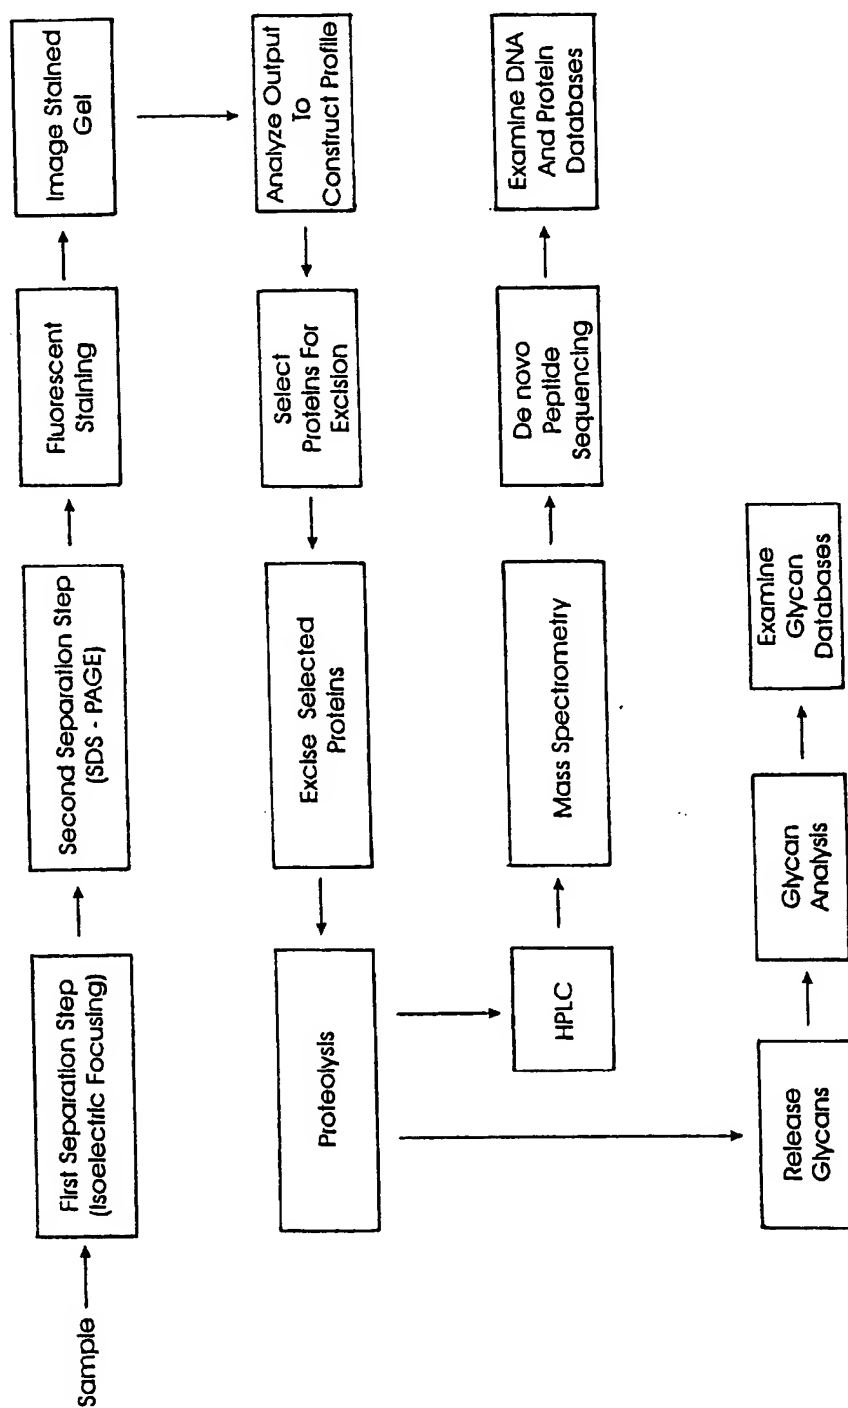 Sample
First Separation Step
(Isoelectric Focusing)
Second Separation Step
(SDS - PAGE)
Fluorescent
Staining
Image Stained
Gel
Analyze Output
To
Construct Profile
Select
Proteins For
Excision
Excise Selected
Proteins
Proteolysis
HPLC
Mass Spectrometry
De novo
Peptide
Sequencing
Examine DNA
And Protein
Databases
Release
Glycans
Glycan
Analysis
Examine
Glycan
Databases